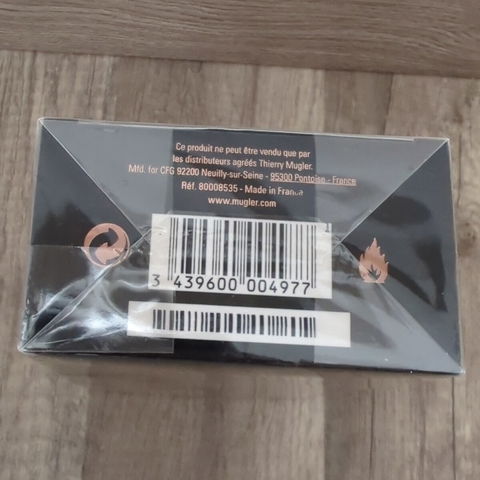 Ce produit ne peut être vendu que par
les distributeurs agréés Thierry Mugler.
Mfd. for CFG 92200 Neuilly-sur-Seine - 95300 Pontoise - France
Réf. 80008535 - Made in France
www.mugler.com
1
3 439600 004977